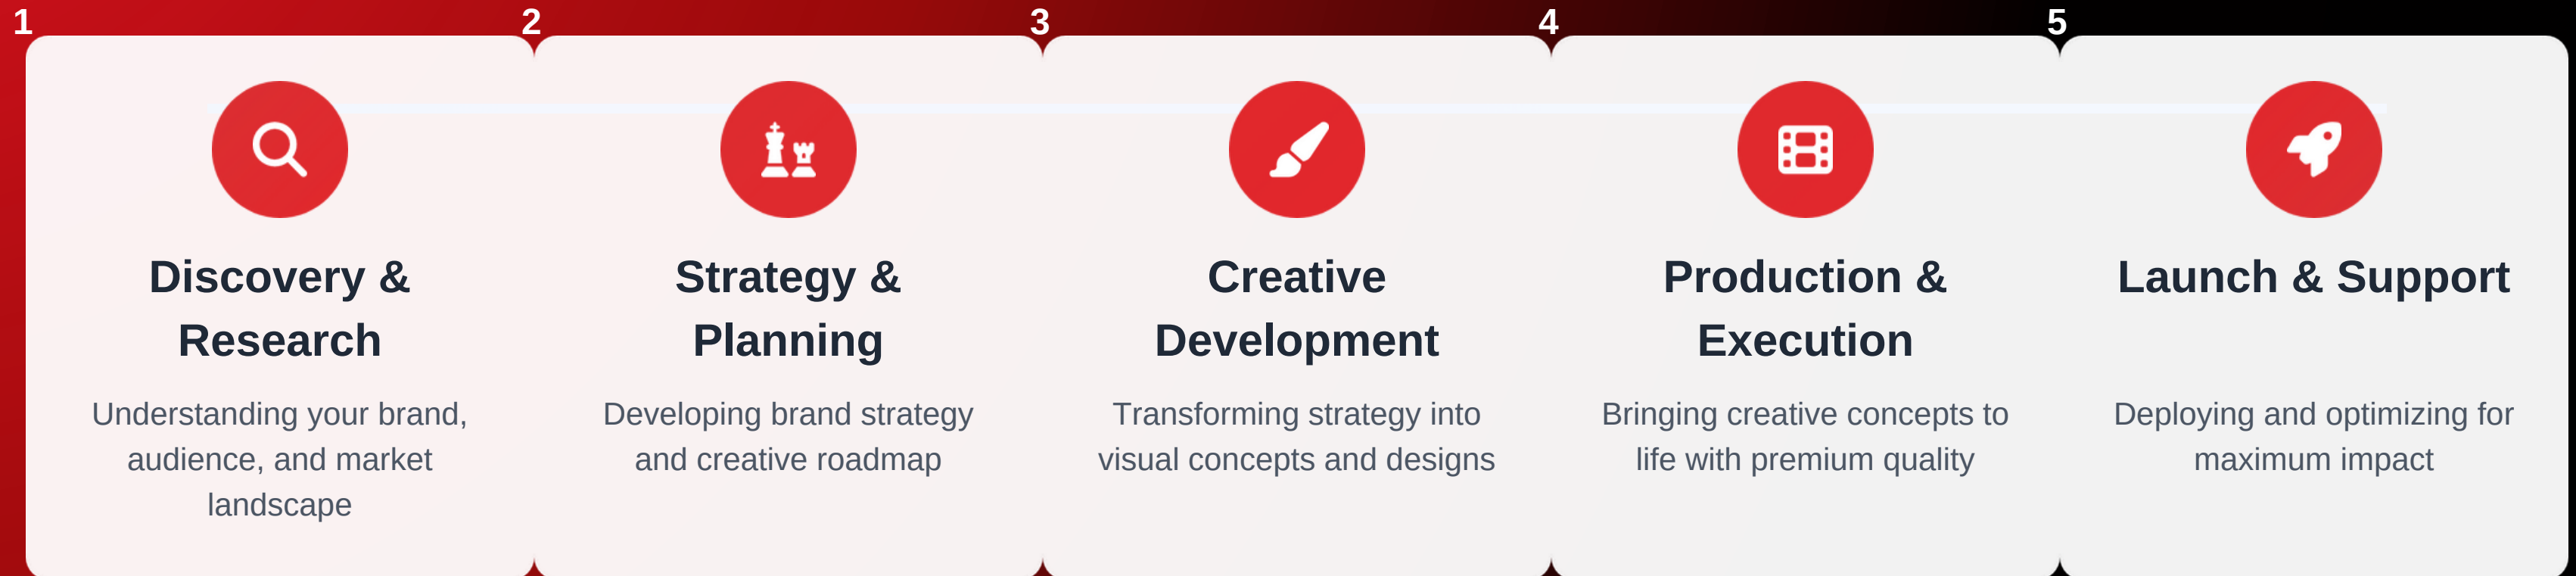 1
Discovery &
Research
Understanding your brand,
audience, and market
landscape
2
Strategy &
Planning
Developing brand strategy
and creative roadmap
3
Creative
Development
Transforming strategy into
visual concepts and designs
4
Production &
Execution
Bringing creative concepts to
life with premium quality
5
Launch & Support
Deploying and optimizing for
maximum impact